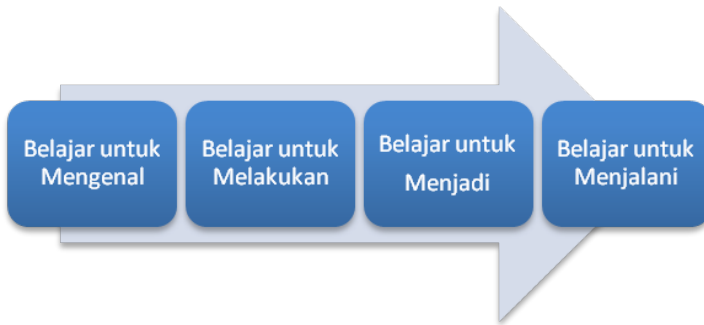 Belajar untuk
Mengenal
Belajar untuk
Melakukan
Belajar untuk
Menjadi
Belajar untuk
Menjalani